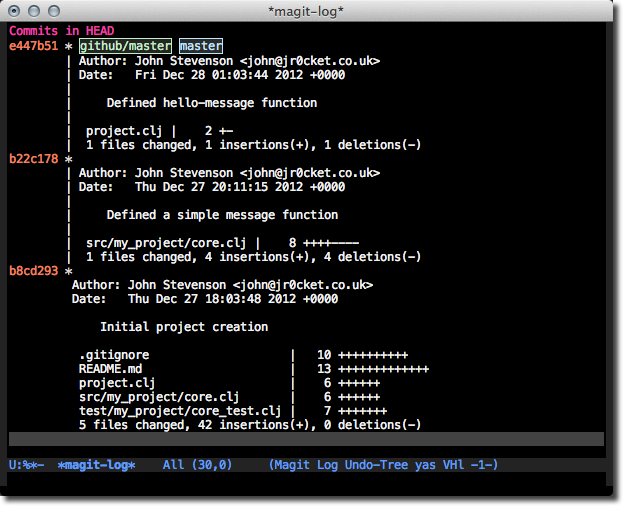 *magit-log*
Commits in HEAD
e447b51 * github/master master
| Author: John Stevenson <john@jr0cket.co.uk>
| Date:   Fri Dec 28 01:03:44 2012 +0000
|
|     Defined hello-message function
|
|  project.clj |    2 +-
|  1 files changed, 1 insertions(+), 1 deletions(-)
b22c178 *
| Author: John Stevenson <john@jr0cket.co.uk>
| Date:   Thu Dec 27 20:11:15 2012 +0000
|
|     Defined a simple message function
|
|  src/my_project/core.clj |    8 ++++----
|  1 files changed, 4 insertions(+), 4 deletions(-)
b8cd293 *
Author: John Stevenson <john@jr0cket.co.uk>
Date:   Thu Dec 27 18:03:48 2012 +0000
Initial project creation
.gitignore                    |   10 ++++++++++
README.md                     |   13 +++++++++++++
project.clj                   |    6 ++++++
src/my_project/core.clj       |    6 ++++++
test/my_project/core_test.clj |    7 +++++++
5 files changed, 42 insertions(+), 0 deletions(-)
U:%*-  *magit-log*    All (30,0)     (Magit Log Undo-Tree yas VHl -1-)